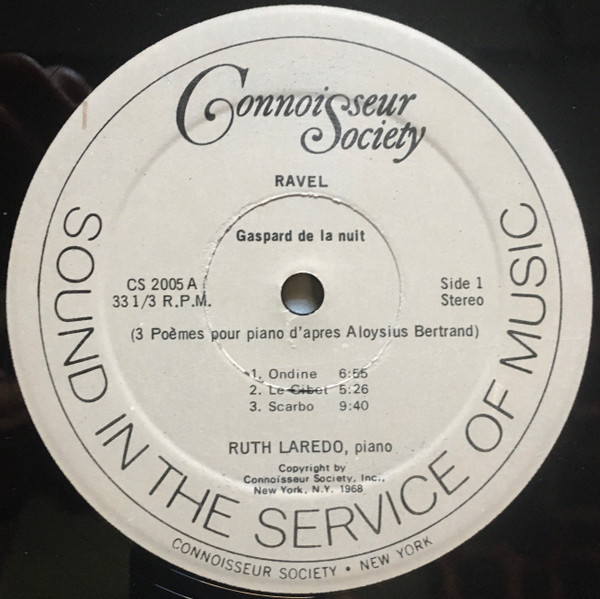 Connoisseur
Society
RAVEL
Gaspard de la nuit
CS 2005 A
33 1/3 R.P.M.
Side 1
Stereo
(3 Poèmes pour piano d'apres Aloysius Bertrand)
1. Ondine 6:55
2. Le Gibet 5:26
3. Scarbo 9:40
RUTH LAREDO, piano
Copyright by
Connoisseur Society, Inc.,
New York, N.Y. 1968
SOUND IN THE SERVICE OF MUSIC
CONNOISSEUR SOCIETY • NEW YORK